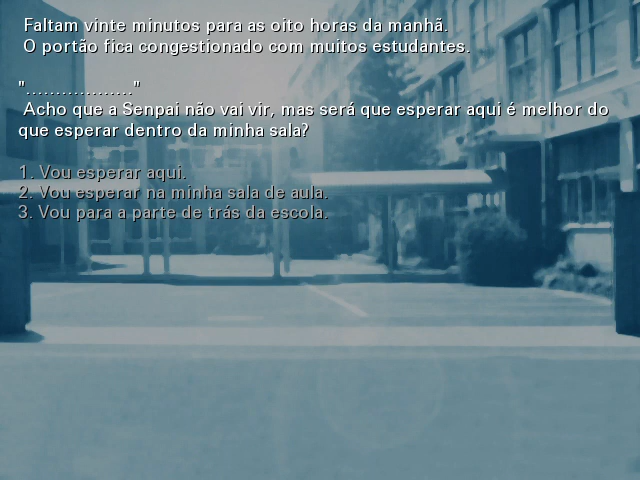 Faltam vinte minutos para as oito horas da manhã.
O portão fica congestionado com muitos estudantes.
"..................."
Acho que a Senpai não vai vir, mas será que esperar aqui é melhor do
que esperar dentro da minha sala?
1. Vou esperar aqui.
2. Vou esperar na minha sala de aula.
3. Vou para a parte de trás da escola.